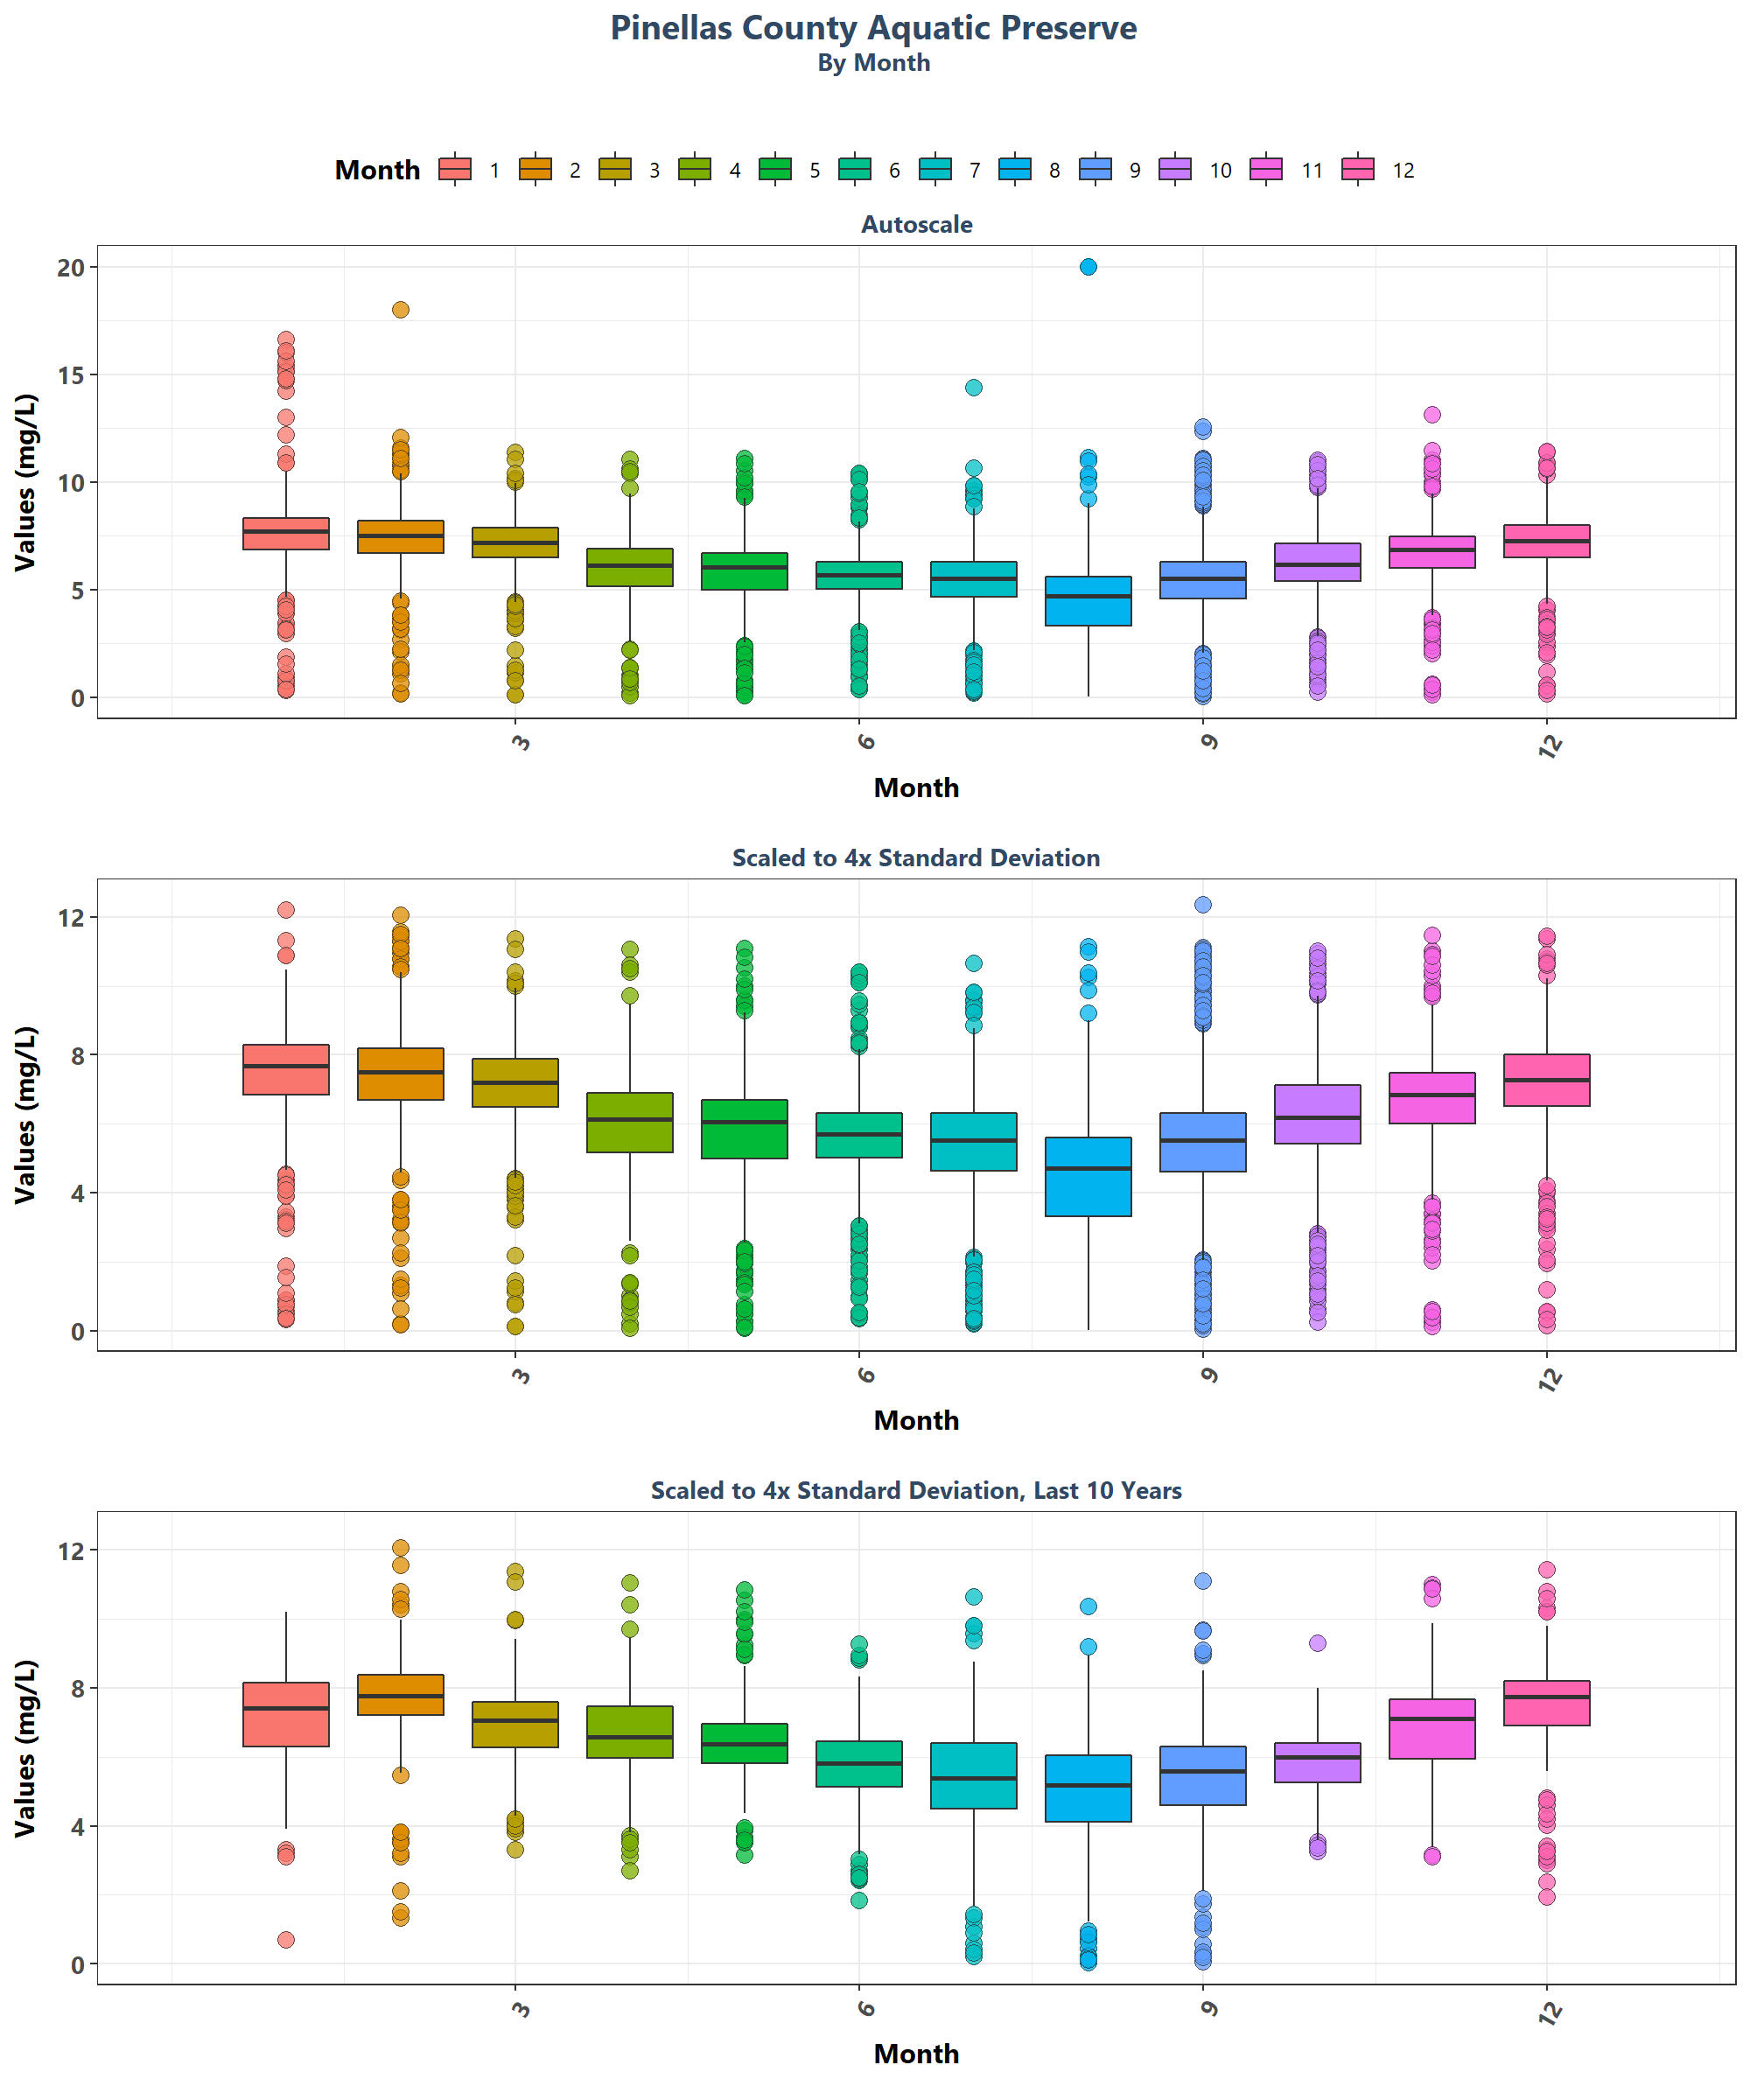 Pinellas County Aquatic Preserve
By Month
Month 1 2 3 4 5 6 7 8 9 10 11 12
Autoscale
Values (mg/L)
20
15
10
5
0
3 6 9 12
Month
Scaled to 4x Standard Deviation
Values (mg/L)
12
8
4
0
3 6 9 12
Month
Scaled to 4x Standard Deviation, Last 10 Years
Values (mg/L)
12
8
4
0
3 6 9 12
Month